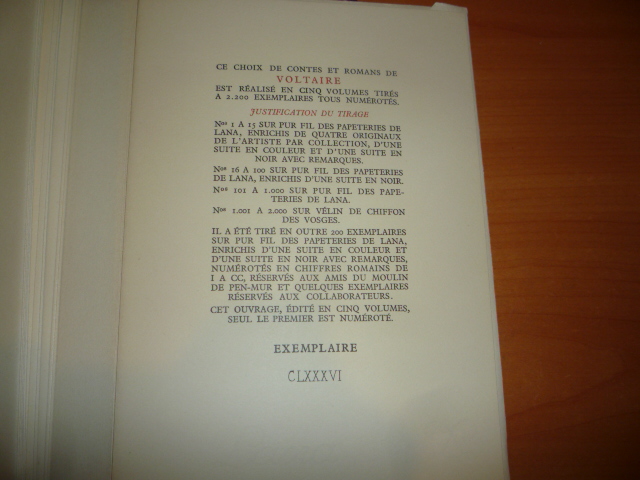 CE CHOIX DE CONTES ET ROMANS DE
VOLTAIRE
EST RÉALISÉ EN CINQ VOLUMES TIRÉS
A 2.200 EXEMPLAIRES TOUS NUMÉROTÉS.
JUSTIFICATION DU TIRAGE
Nos 1 A 15 SUR PUR FIL DES PAPETERIES DE
LANA, ENRICHIS DE QUATRE ORIGINAUX
DE L'ARTISTE PAR COLLECTION, D'UNE
SUITE EN COULEUR ET D'UNE SUITE EN
NOIR AVEC REMARQUES.
Nos 16 A 100 SUR PUR FIL DES PAPETERIES
DE LANA, ENRICHIS D'UNE SUITE EN NOIR.
Nos 101 A 1.000 SUR PUR FIL DES PAPE-
TERIES DE LANA.
Nos 1.001 A 2.000 SUR VÉLIN DE CHIFFON
DES VOSGES.
IL A ÉTÉ TIRÉ EN OUTRE 200 EXEMPLAIRES
SUR PUR FIL DES PAPETERIES DE LANA,
ENRICHIS D'UNE SUITE EN COULEUR ET
D'UNE SUITE EN NOIR AVEC REMARQUES,
NUMÉROTÉS EN CHIFFRES ROMAINS DE
I A CC, RÉSERVÉS AUX AMIS DU MOULIN
DE PEN-MUR ET QUELQUES EXEMPLAIRES
RÉSERVÉS AUX COLLABORATEURS.
CET OUVRAGE, ÉDITÉ EN CINQ VOLUMES,
SEUL LE PREMIER EST NUMÉROTÉ.
EXEMPLAIRE
CLXXXVI